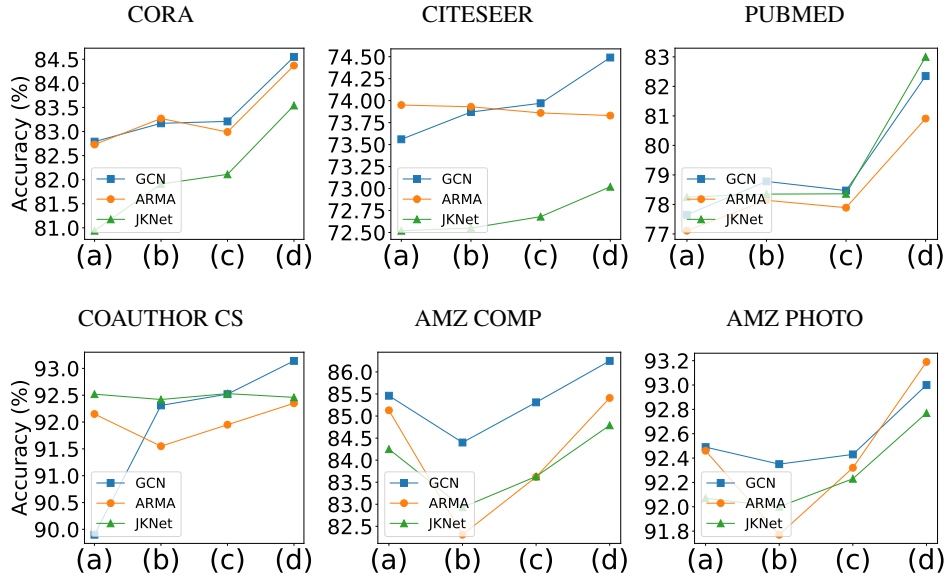 CORA
CITESEER
PUBMED
Accuracy (%)
84.5
84.0
83.5
83.0
82.5
82.0
81.5
81.0
GCN
ARMA
JKNet
(a) (b) (c) (d)
74.50
74.25
74.00
73.75
73.50
73.25
73.00
72.75
72.50
GCN
ARMA
JKNet
(a) (b) (c) (d)
83
82
81
80
79
78
77
GCN
ARMA
JKNet
(a) (b) (c) (d)
COAUTHOR CS
AMZ COMP
AMZ PHOTO
Accuracy (%)
93.0
92.5
92.0
91.5
91.0
90.5
90.0
GCN
ARMA
JKNet
(a) (b) (c) (d)
86.0
85.5
85.0
84.5
84.0
83.5
83.0
82.5
GCN
ARMA
JKNet
(a) (b) (c) (d)
93.2
93.0
92.8
92.6
92.4
92.2
92.0
91.8
GCN
ARMA
JKNet
(a) (b) (c) (d)